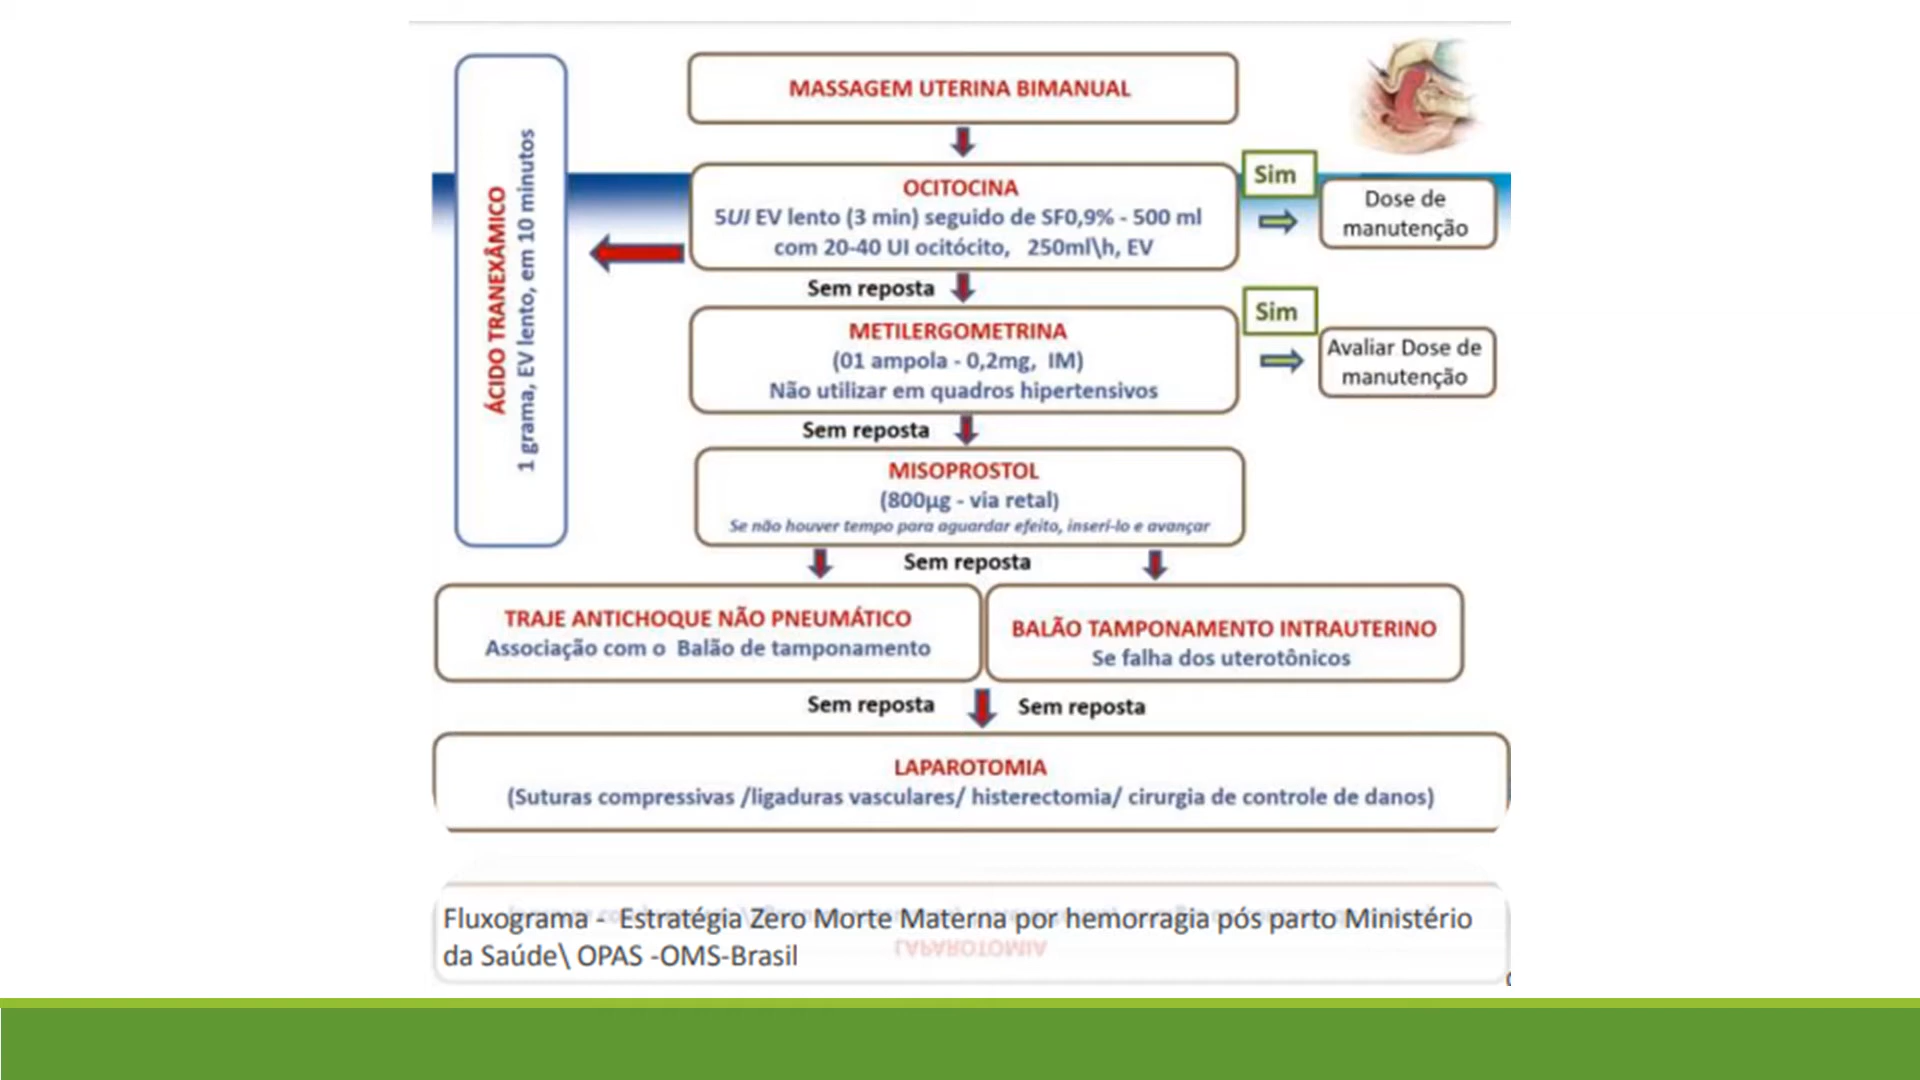 MASSAGEM UTERINA BIMANUAL
ÁCIDO TRANEXÂMICO
1 grama, EV lento, em 10 minutos
OCITOCINA
5UI EV lento (3 min) seguido de SF0,9% - 500 ml
com 20-40 UI ocitócito, 250ml\h, EV
Sim
Dose de
manutenção
Sem reposta
METILERGOMETRINA
(01 ampola - 0,2mg, IM)
Não utilizar em quadros hipertensivos
Sim
Avaliar Dose de
manutenção
Sem reposta
MISOPROSTOL
(800µg - via retal)
Se não houver tempo para aguardar efeito, inserí-lo e avançar
Sem reposta
TRAJE ANTICHOQUE NÃO PNEUMÁTICO
Associação com o Balão de tamponamento
BALÃO TAMPONAMENTO INTRAUTERINO
Se falha dos uterotônicos
Sem reposta
Sem reposta
LAPAROTOMIA
(Suturas compressivas /ligaduras vasculares/ histerectomia/ cirurgia de controle de danos)
Fluxograma - Estratégia Zero Morte Materna por hemorragia pós parto Ministério
da Saúde\ OPAS -OMS-Brasil
LAPAROTOMIA